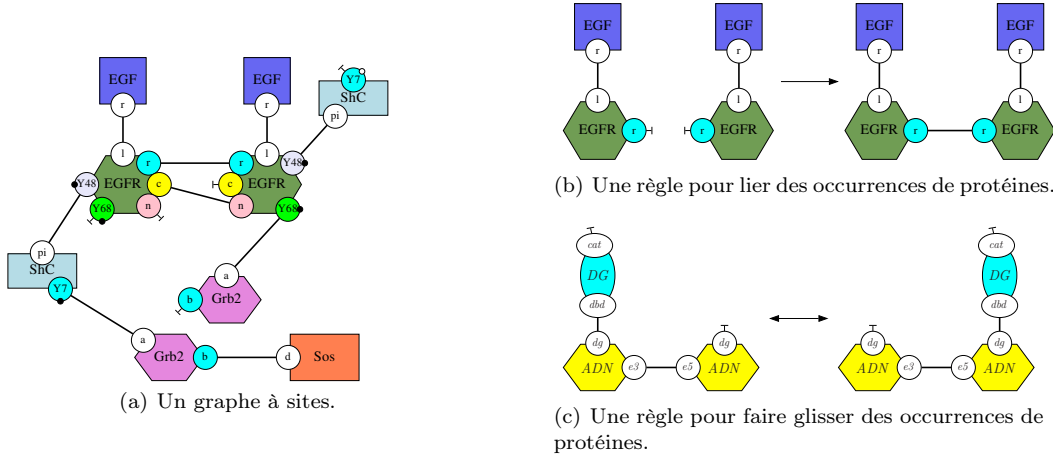 EGF
EGF
Y7
ShC
r
r
pi
l
l
r
r
Y48
Y48
EGFR
c
c
EGFR
Y68
n
n
Y68
pi
ShC
a
Y7
b
Grb2
a
Grb2
b
d
Sos
(a) Un graphe à sites.
EGF
EGF
EGF
EGF
r
r
r
r
l
l
l
l
EGFR
r
r
EGFR
EGFR
r
r
EGFR
(b) Une règle pour lier des occurrences de protéines.
cat
cat
DG
DG
dbd
dbd
dg
dg
dg
dg
ADN
e3
e5
ADN
ADN
e3
e5
ADN
(c) Une règle pour faire glisser des occurrences de
protéines.